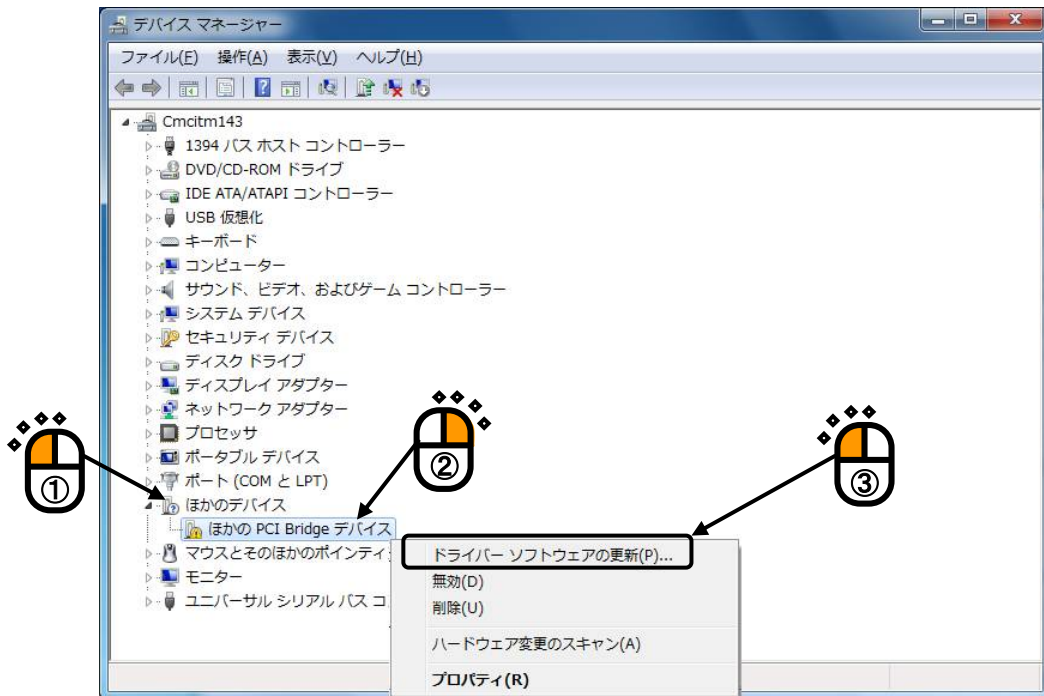 デバイス マネージャー
ファイル(F) 操作(A) 表示(V) ヘルプ(H)
Cmcitm143
1394 バス ホスト コントローラー
DVD/CD-ROM ドライブ
IDE ATA/ATAPI コントローラー
USB 仮想化
キーボード
コンピューター
サウンド、ビデオ、およびゲーム コントローラー
システム デバイス
セキュリティ デバイス
ディスク ドライブ
ディスプレイ アダプター
ネットワーク アダプター
プロセッサ
ポータブル デバイス
ポート (COM と LPT)
ほかのデバイス
ほかの PCI Bridge デバイス
マウスとそのほかのポインティ
モニター
ユニバーサル シリアル バス コ
ドライバー ソフトウェアの更新(P)...
無効(D)
削除(U)
ハードウェア変更のスキャン(A)
プロパティ(R)
①
②
③